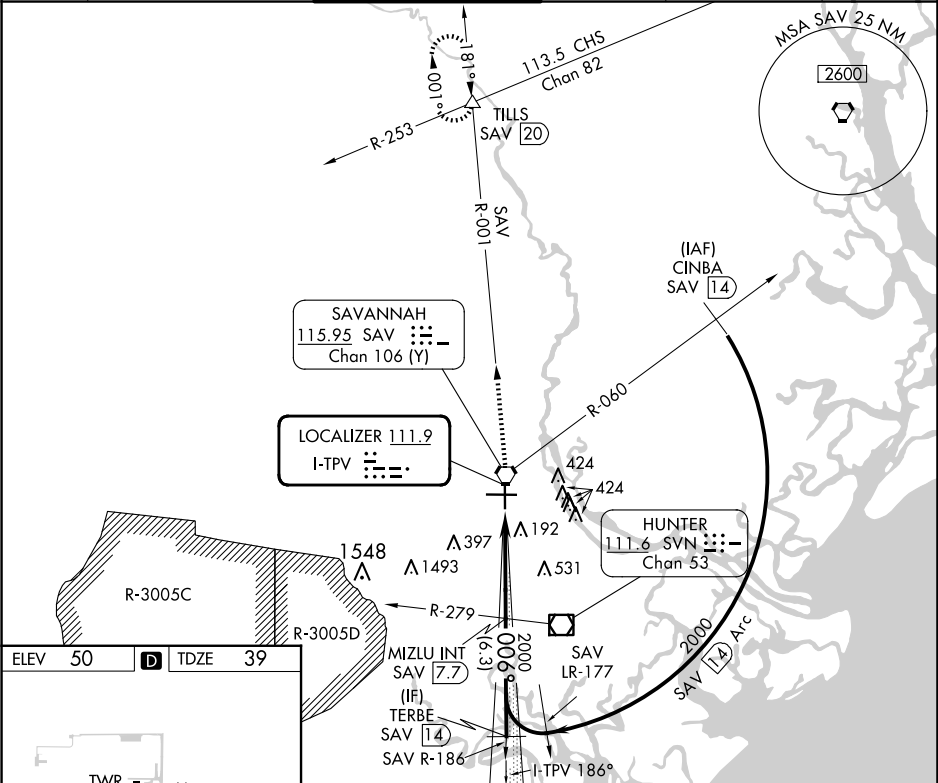 MSA SAV 25 NM
2600
113.5 CHS
Chan 82
181°
001°
TILLS
SAV 20
R-253
SAV
R-001
(IAF)
CINBA
SAV 14
SAVANNAH
115.95 SAV
Chan 106 (Y)
R-060
LOCALIZER 111.9
I-TPV
424
424
HUNTER
111.6 SVN
Chan 53
192
397
1548
1493
531
R-3005C
R-279
R-3005D
2000
006°
(6.3)
MIZLU INT
SAV 7.7
SAV
LR-177
2000
SAV 14 Arc
(IF)
TERBE
SAV 14
SAV R-186
I-TPV 186°
ELEV 50
D
TDZE 39
TWR